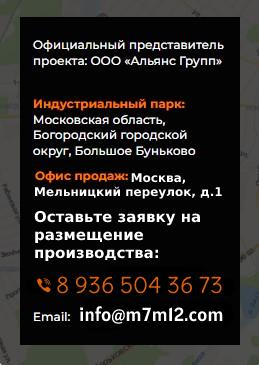 Официальный представитель
проекта: ООО «Альянс Групп»
Индустриальный парк:
Московская область,
Богородский городской
округ, Большое Буньково
Офис продаж: Москва,
Мельницкий переулок, д.1
Оставьте заявку на
размещение
производства:
8 936 504 36 73
Email: info@m7m12.com